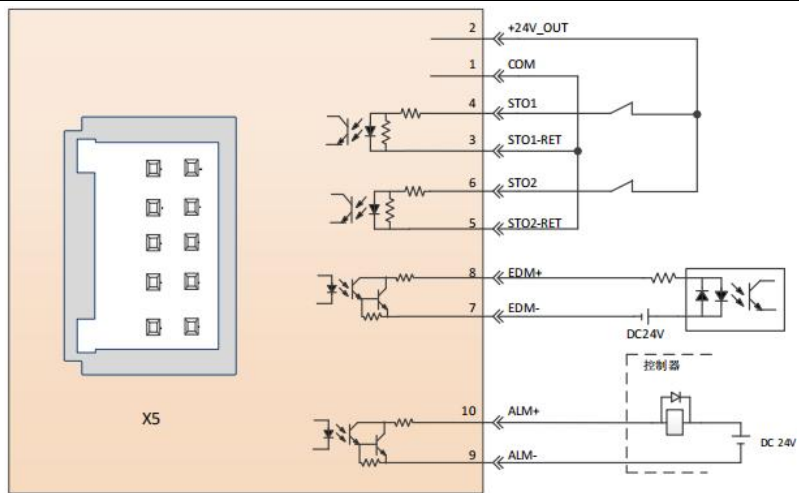 2 +24V_OUT
1 COM
4 STO1
3 STO1-RET
6 STO2
5 STO2-RET
8 EDM+
7 EDM-
DC24V
控制器
X5
10 ALM+
DC 24V
9 ALM-